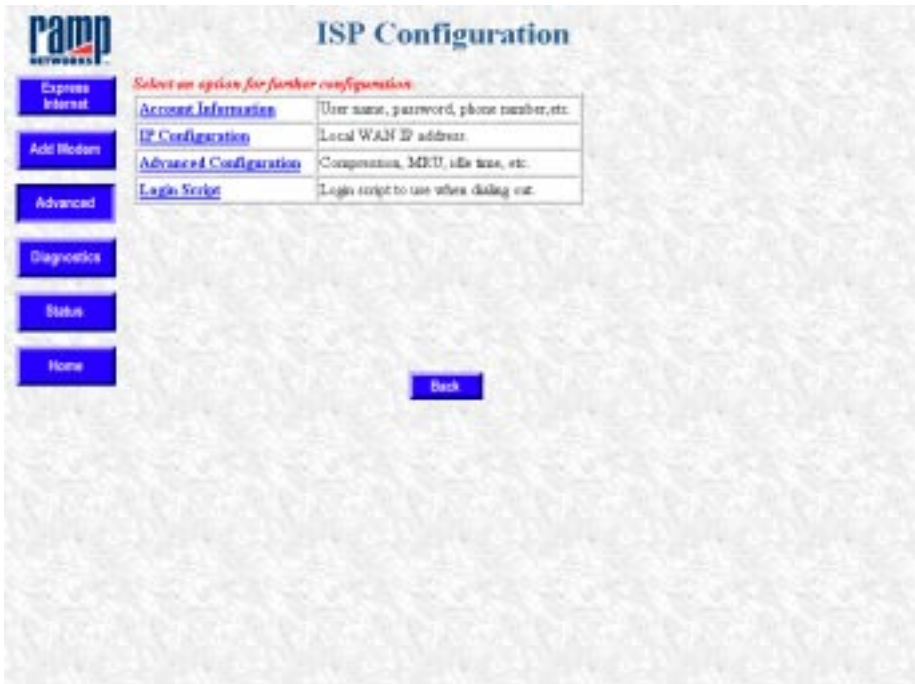 ramp
NETWORKS
ISP Configuration
Express
Internet
Add Modem
Advanced
Diagnostics
Status
Home
Select an option for further configuration.
Account Information User name, password, phone number,etc.
IP Configuration Local WAN IP address.
Advanced Configuration Compression, MRU, idle time, etc.
Login Script Login script to use when dialing out.
Back